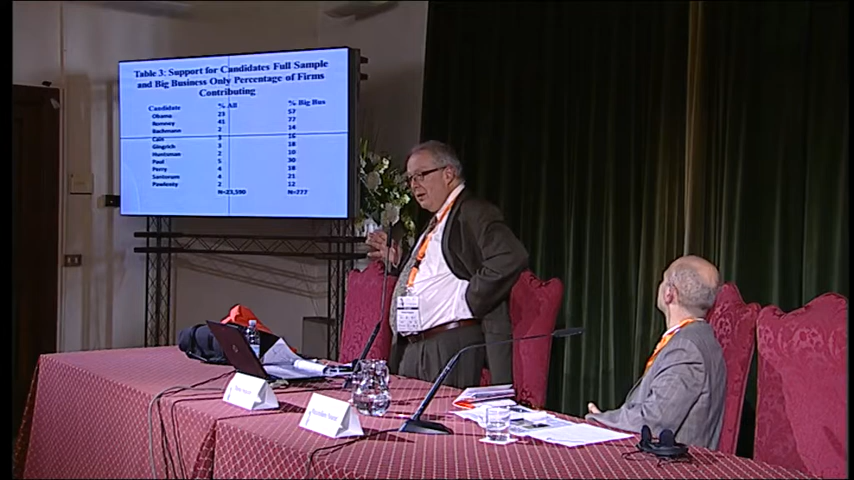 Table 3: Support for Candidates Full Sample
and Big Business Only Percentage of Firms
Contributing
Candidate % All % Big Bus
Obama 23 57
Romney 41 77
Bachmann 2 14
Cain 3 16
Gingrich 3 18
Huntsman 2 10
Paul 5 30
Perry 4 18
Santorum 4 21
Pawlenty 2 12
N=23,590 N=777